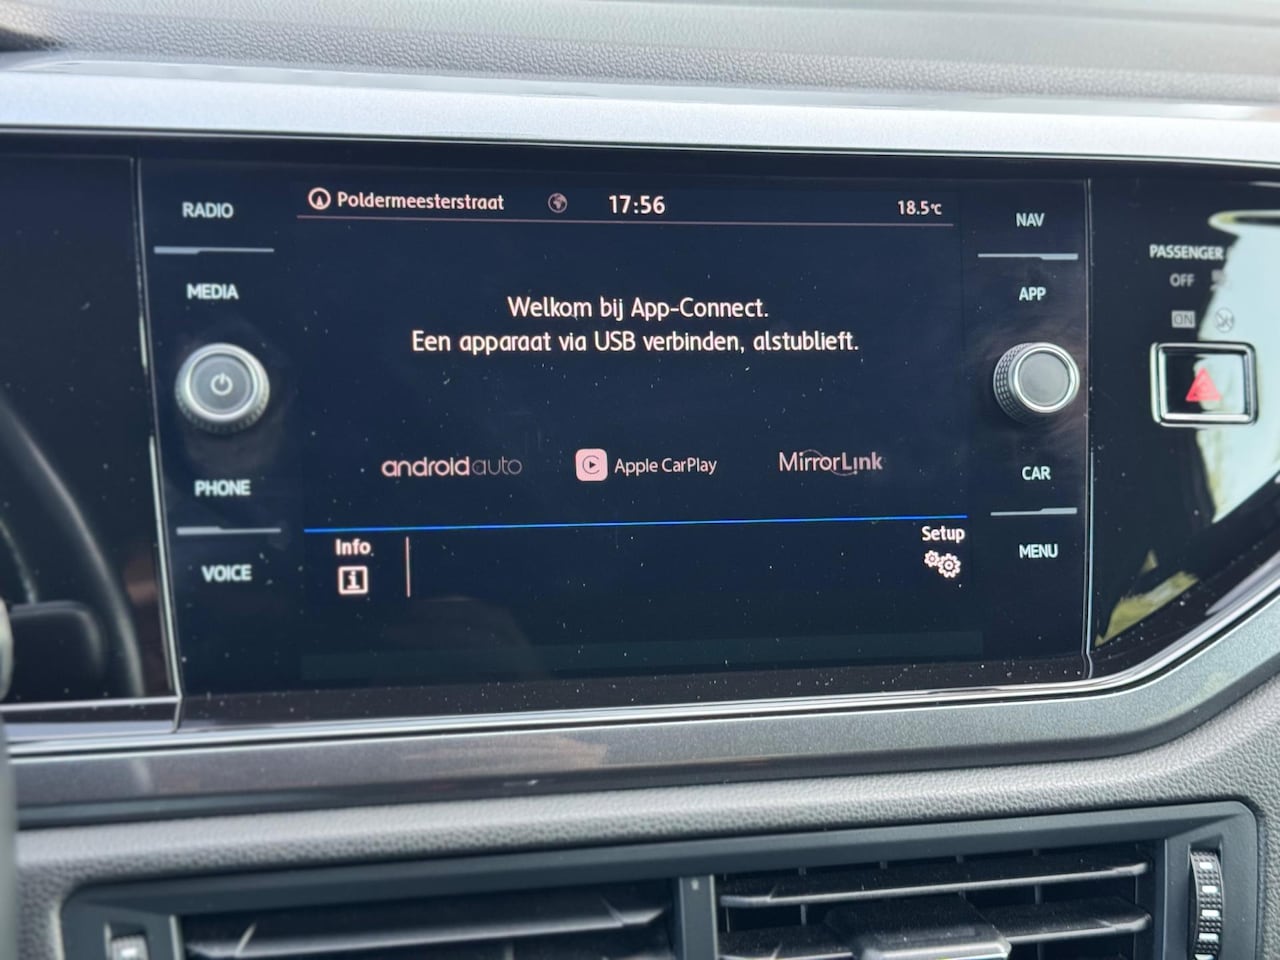 RADIO
MEDIA
PHONE
VOICE
Poldermeesterstraat 17:56 18.5°C
Welkom bij App-Connect.
Een apparaat via USB verbinden, alstublieft.
androidauto Apple CarPlay MirrorLink
Info
Setup
NAV
APP
CAR
MENU
PASSENGER
OFF
ON